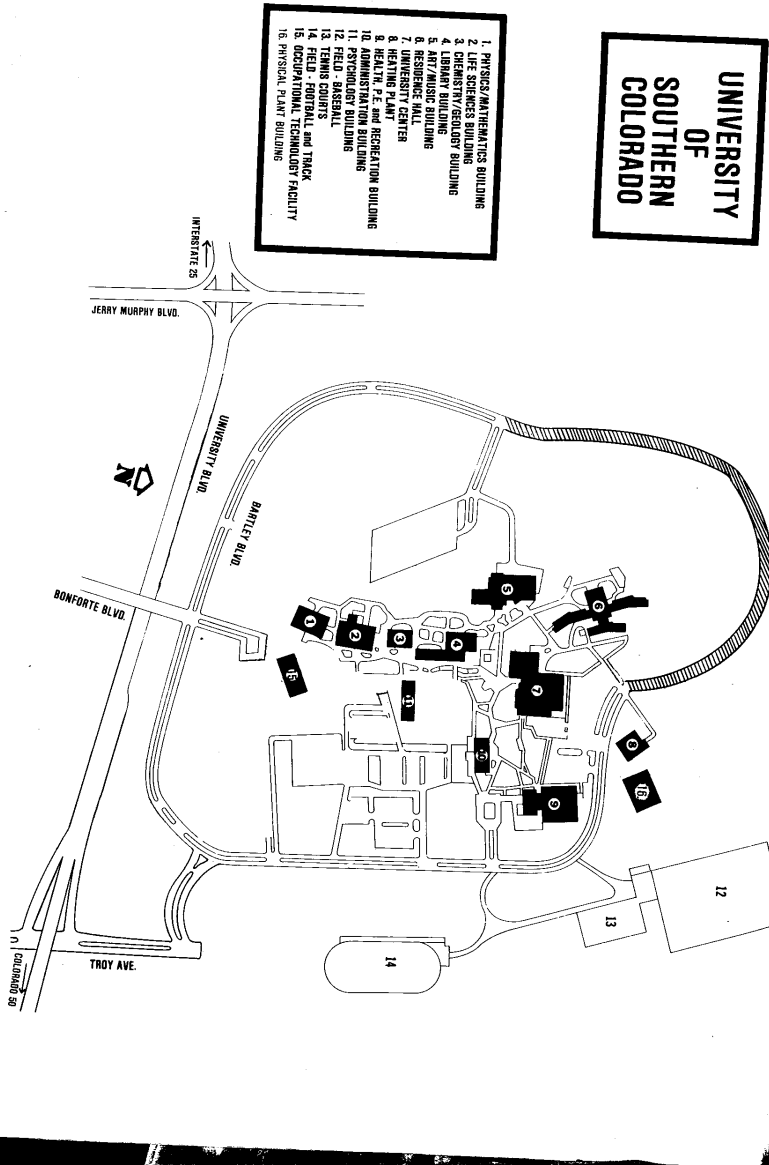 UNIVERSITY
OF
SOUTHERN
COLORADO
1. PHYSICS/MATHEMATICS BUILDING
2. LIFE SCIENCES BUILDING
3. CHEMISTRY/GEOLOGY BUILDING
4. LIBRARY BUILDING
5. ART/MUSIC BUILDING
6. RESIDENCE HALL
7. UNIVERSITY CENTER
8. HEATING PLANT
9. HEALTH, P.E. and RECREATION BUILDING
10. ADMINISTRATION BUILDING
11. PSYCHOLOGY BUILDING
12. FIELD - BASEBALL
13. TENNIS COURTS
14. FIELD - FOOTBALL and TRACK
15. OCCUPATIONAL TECHNOLOGY FACILITY
16. PHYSICAL PLANT BUILDING
INTERSTATE 25
JERRY MURPHY BLVD.
UNIVERSITY BLVD.
BARTLEY BLVD.
N
BONFORTE BLVD.
TROY AVE.
COLORADO 50
1
2
3
4
5
6
7
8
9
10
11
12
13
14
15
16